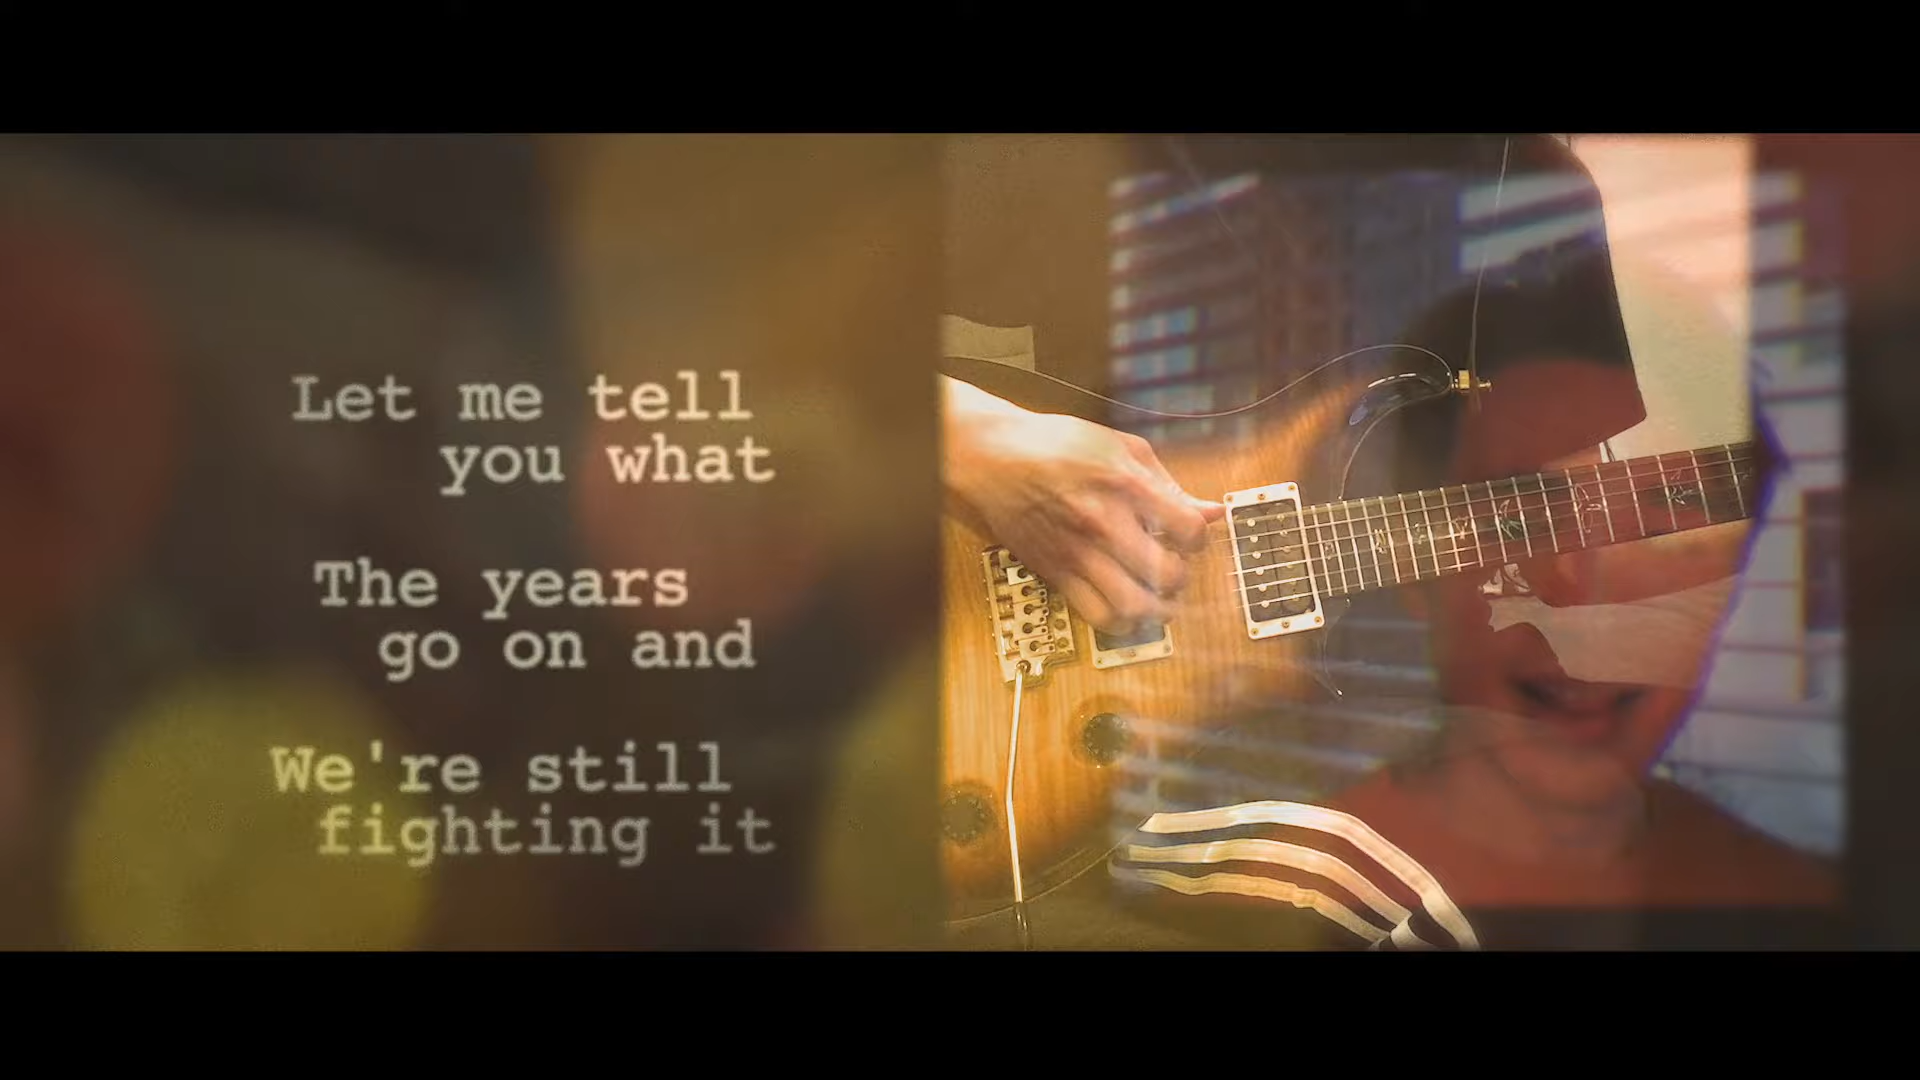 Let me tell
you what
The years
go on and
We're still
fighting it